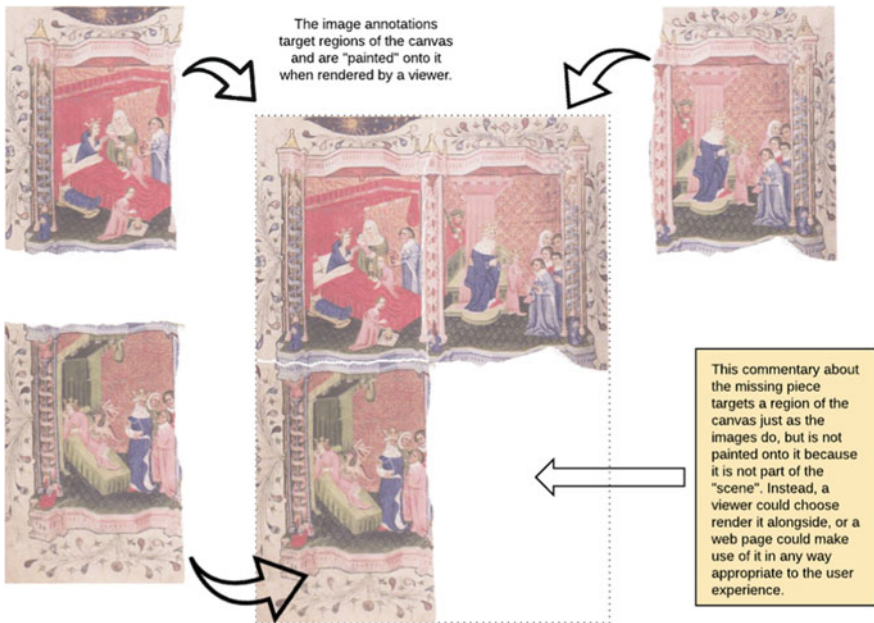 The image annotations
target regions of the canvas
and are "painted" onto it
when rendered by a viewer.
This commentary about
the missing piece
targets a region of the
canvas just as the
images do, but is not
painted onto it because
it is not part of the
"scene". Instead, a
viewer could choose
render it alongside, or a
web page could make
use of it in any way
appropriate to the user
experience.